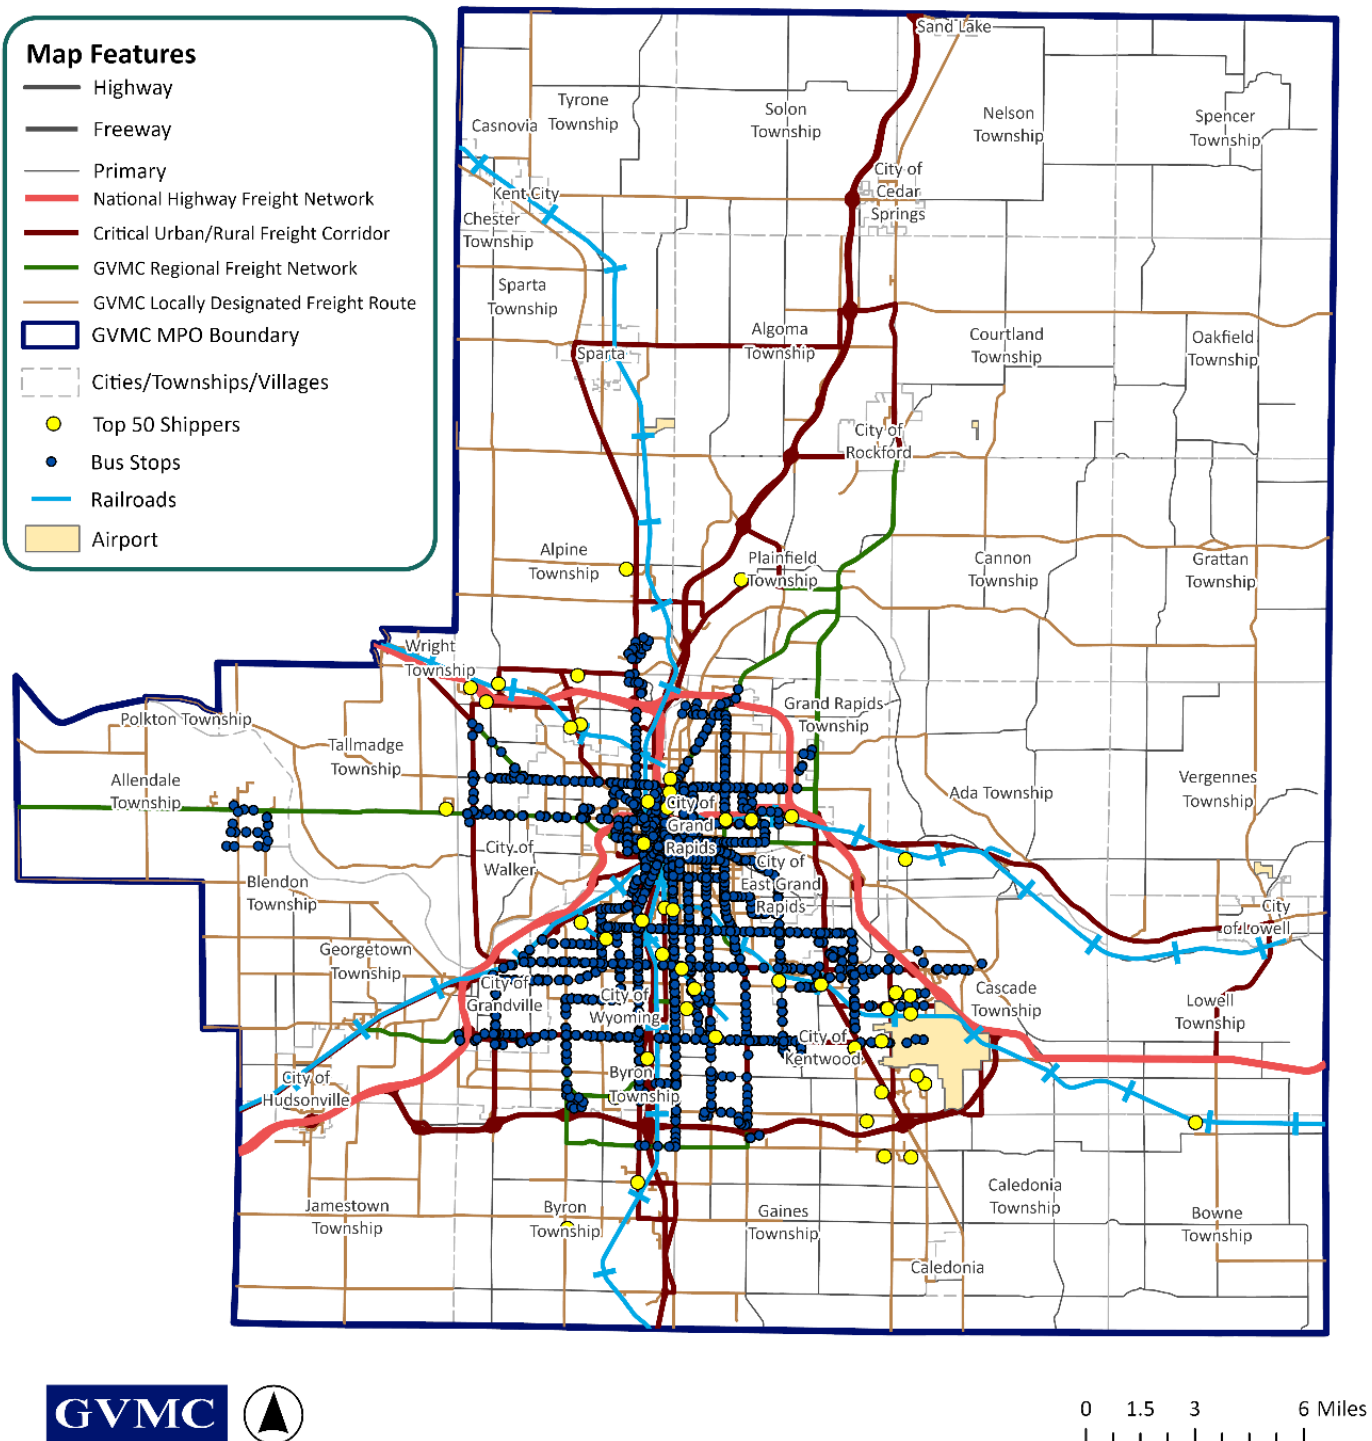 Map Features
Highway
Freeway
Primary
National Highway Freight Network
Critical Urban/Rural Freight Corridor
GVMC Regional Freight Network
GVMC Locally Designated Freight Route
GVMC MPO Boundary
Cities/Townships/Villages
Top 50 Shippers
Bus Stops
Railroads
Airport
Sand Lake
Tyrone
Township
Casnovia
Solon
Township
Nelson
Township
Spencer
Township
Kent City
City of
Cedar
Springs
Chester
Township
Sparta
Township
Sparta
Algoma
Township
Courtland
Township
Oakfield
Township
City of
Rockford
Alpine
Township
Plainfield
Township
Cannon
Township
Grattan
Township
Wright
Township
Polkton Township
Tallmadge
Township
Grand Rapids
Township
Allendale
Township
Ada Township
Vergennes
Township
City of
Grand
Rapids
City of
Walker
City of
East Grand
Rapids
Blendon
Township
City
of Lowell
Georgetown
Township
City of
Grandville
City of
Wyoming
Cascade
Township
Lowell
Township
City of
Kentwood
City of
Hudsonville
Byron
Township
Jamestown
Township
Byron
Township
Gaines
Township
Caledonia
Township
Bowne
Township
Caledonia
GVMC
0 1.5 3 6 Miles